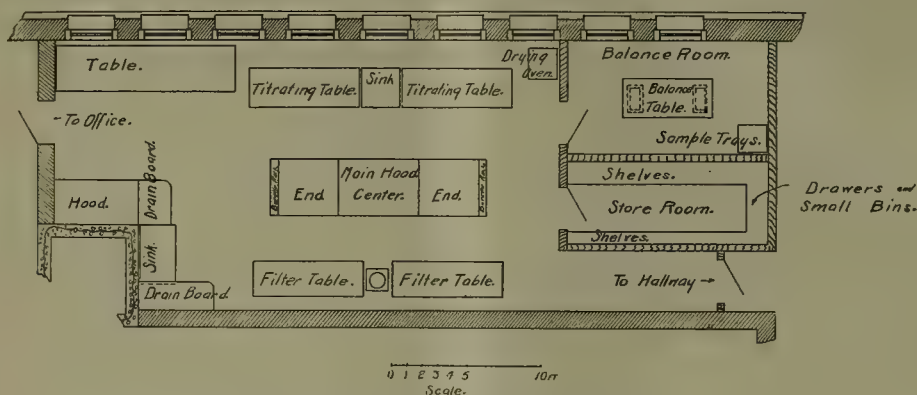 Table.
Titrating Table.
Sink
Titrating Table.
Drying
Oven.
Balance Room.
Balance
Table.
Sample Trays.
← To Office.
Hood.
Drain Board.
Sink.
Drain Board.
End.
Main Hood
Center.
End.
Shelves.
Store Room.
Shelves.
Drawers and
Small Bins.
Filter Table.
Filter Table.
To Hallway →
0 1 2 3 4 5 10 FT
Scale.